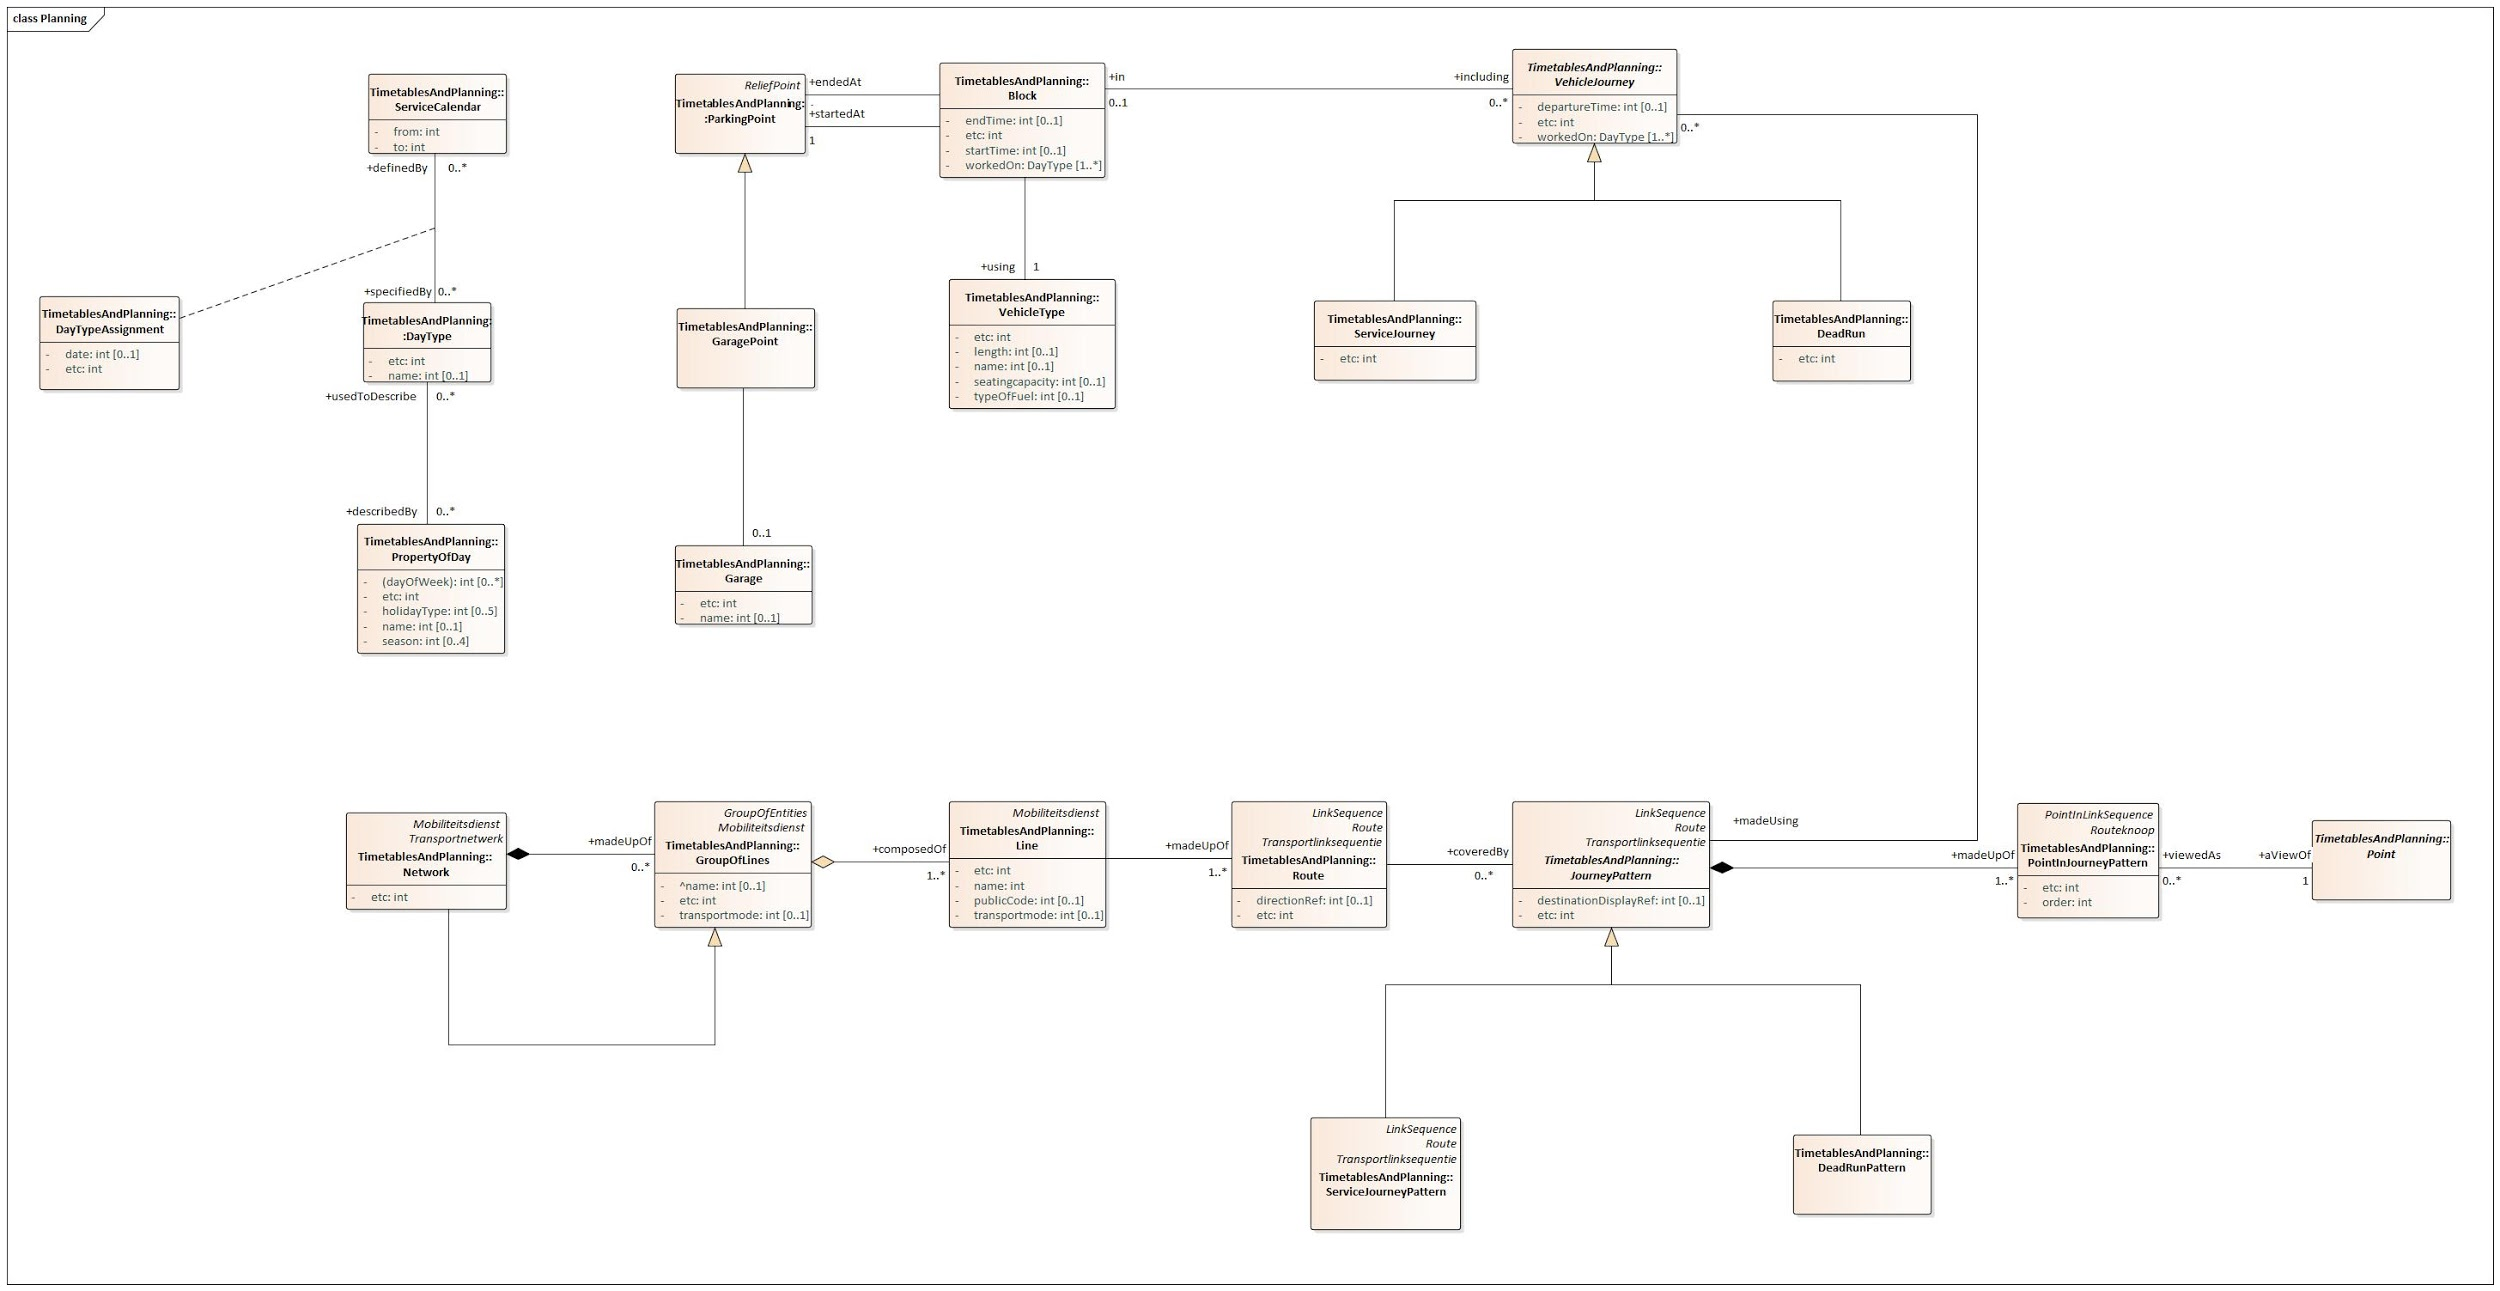 class Planning
TimetablesAndPlanning::
ServiceCalendar
- from: int
- to: int
+definedBy 0..*
+specifiedBy 0..*
TimetablesAndPlanning::
DayTypeAssignment
- date: int [0..1]
- etc: int
TimetablesAndPlanning:
:DayType
- etc: int
- name: int [0..1]
+usedToDescribe 0..*
+describedBy 0..*
TimetablesAndPlanning::
PropertyOfDay
- (dayOfWeek): int [0..*]
- etc: int
- holidayType: int [0..5]
- name: int [0..1]
- season: int [0..4]
ReliefPoint
TimetablesAndPlanning:
:ParkingPoint
+endedAt
+startedAt
1
TimetablesAndPlanning::
GaragePoint
0..1
TimetablesAndPlanning::
Garage
- etc: int
- name: int [0..1]
TimetablesAndPlanning::
Block
- endTime: int [0..1]
- etc: int
- startTime: int [0..1]
- workedOn: DayType [1..*]
+in
0..1
+including
0..*
+using 1
TimetablesAndPlanning::
VehicleType
- etc: int
- length: int [0..1]
- name: int [0..1]
- seatingcapacity: int [0..1]
- typeOfFuel: int [0..1]
TimetablesAndPlanning::
VehicleJourney
- departureTime: int [0..1]
- etc: int
- workedOn: DayType [1..*]
0..*
TimetablesAndPlanning::
ServiceJourney
- etc: int
TimetablesAndPlanning::
DeadRun
- etc: int
Mobiliteitsdienst
Transportnetwerk
TimetablesAndPlanning::
Network
- etc: int
+madeUpOf
0..*
GroupOfEntities
Mobiliteitsdienst
TimetablesAndPlanning::
GroupOfLines
- ^name: int [0..1]
- etc: int
- transportmode: int [0..1]
+composedOf
1..*
Mobiliteitsdienst
TimetablesAndPlanning::
Line
- etc: int
- name: int
- publicCode: int [0..1]
- transportmode: int [0..1]
+madeUpOf
1..*
LinkSequence
Route
Transportlinksequentie
TimetablesAndPlanning::
Route
- directionRef: int [0..1]
- etc: int
+coveredBy
0..*
LinkSequence
Route
Transportlinksequentie
TimetablesAndPlanning::
JourneyPattern
- destinationDisplayRef: int [0..1]
- etc: int
+madeUsing
+madeUpOf
1..*
PointInLinkSequence
Routeknoop
TimetablesAndPlanning::
PointInJourneyPattern
- etc: int
- order: int
+viewedAs
0..*
+aViewOf
1
TimetablesAndPlanning::
Point
LinkSequence
Route
Transportlinksequentie
TimetablesAndPlanning::
ServiceJourneyPattern
TimetablesAndPlanning::
DeadRunPattern